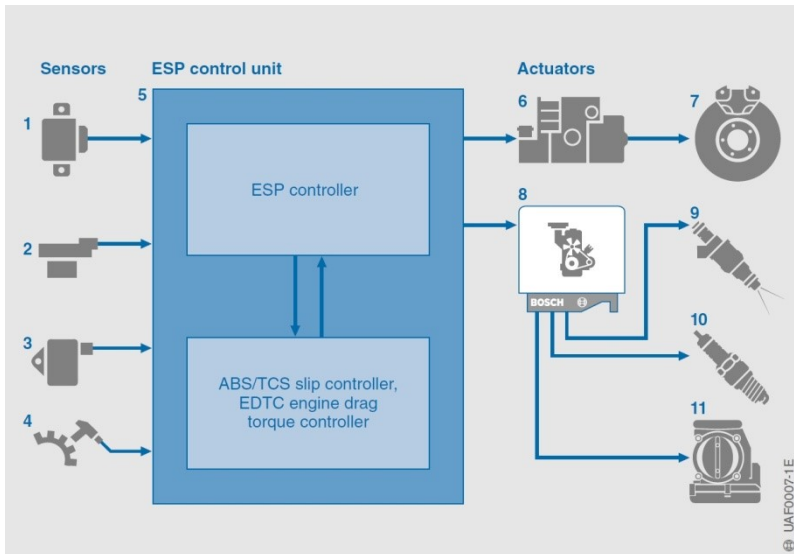 Sensors
ESP control unit
Actuators
1
2
3
4
5
ESP controller
ABS/TCS slip controller,
EDTC engine drag
torque controller
6
7
8
BOSCH
9
10
11
UAF0007-1E